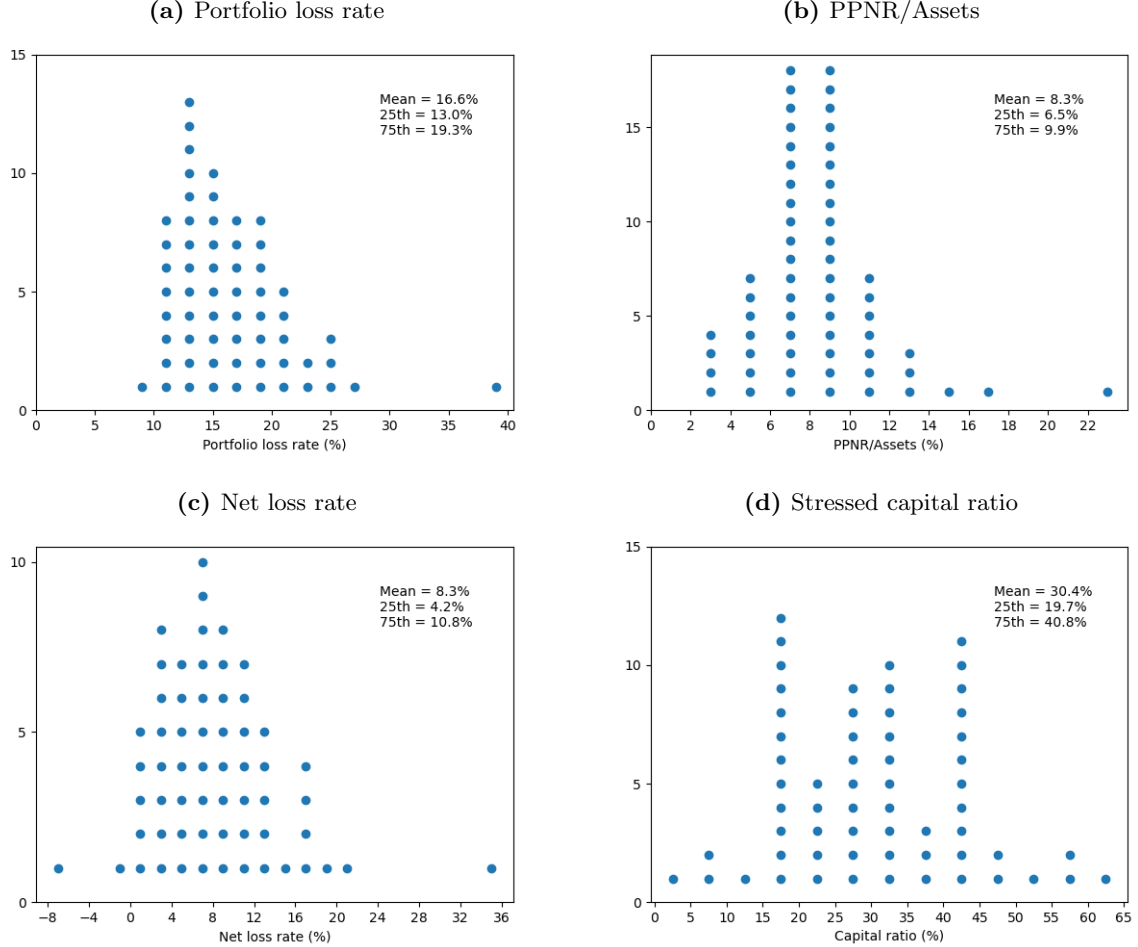 (a) Portfolio loss rate
15
10
5
0
Mean = 16.6%
25th = 13.0%
75th = 19.3%
0 5 10 15 20 25 30 35 40
Portfolio loss rate (%)
(b) PPNR/Assets
15
10
5
0
Mean = 8.3%
25th = 6.5%
75th = 9.9%
0 2 4 6 8 10 12 14 16 18 20 22
PPNR/Assets (%)
(c) Net loss rate
10
5
0
Mean = 8.3%
25th = 4.2%
75th = 10.8%
−8 −4 0 4 8 12 16 20 24 28 32 36
Net loss rate (%)
(d) Stressed capital ratio
15
10
5
0
Mean = 30.4%
25th = 19.7%
75th = 40.8%
0 5 10 15 20 25 30 35 40 45 50 55 60 65
Capital ratio (%)